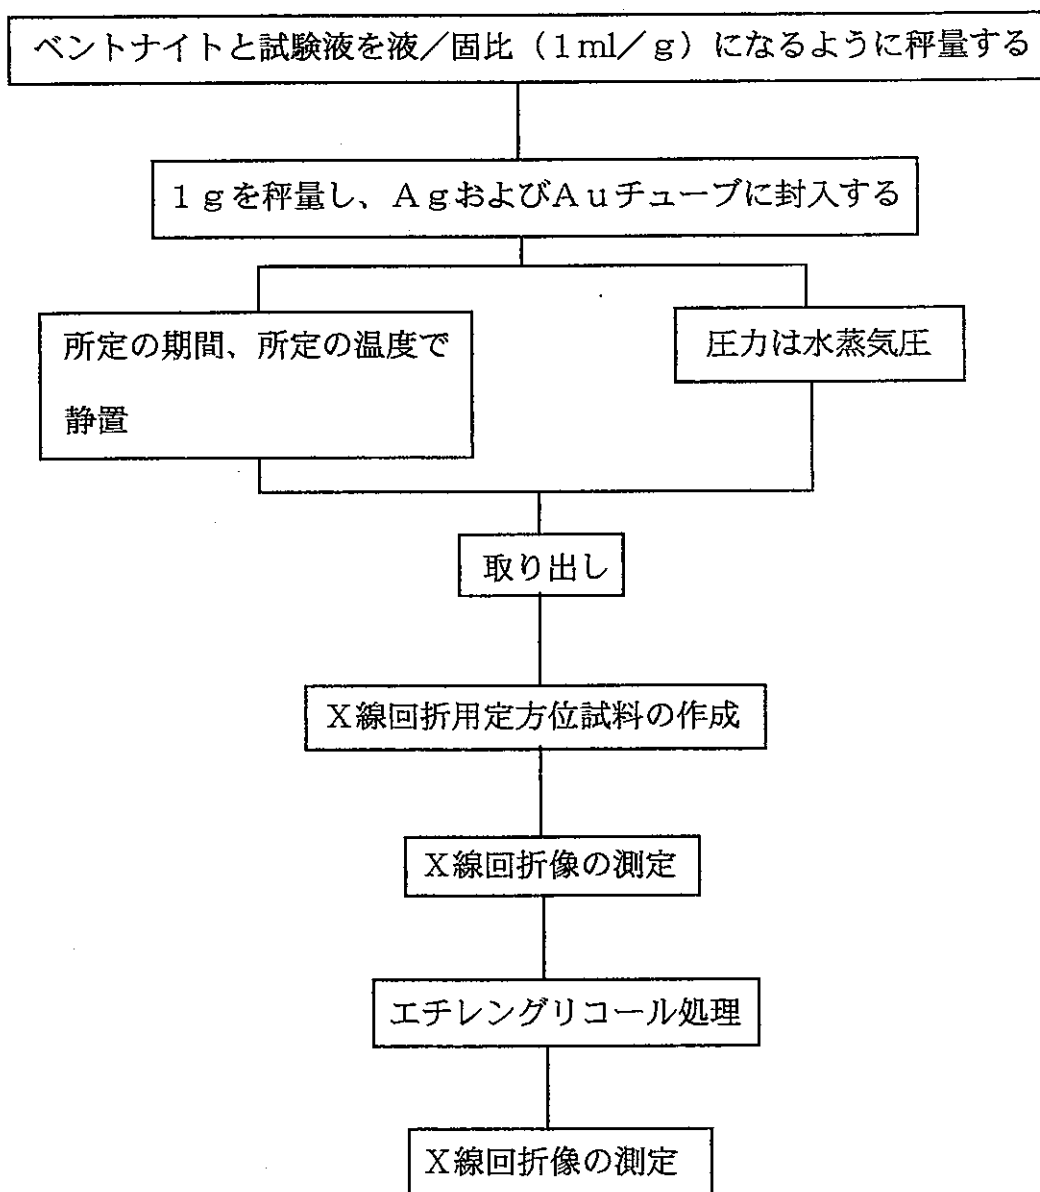 ベントナイトと試験液を液／固比（１ml／ｇ）になるように秤量する
１ｇを秤量し、ＡｇおよびＡｕチューブに封入する
所定の期間、所定の温度で
静置
圧力は水蒸気圧
取り出し
Ｘ線回折用定方位試料の作成
Ｘ線回折像の測定
エチレングリコール処理
Ｘ線回折像の測定